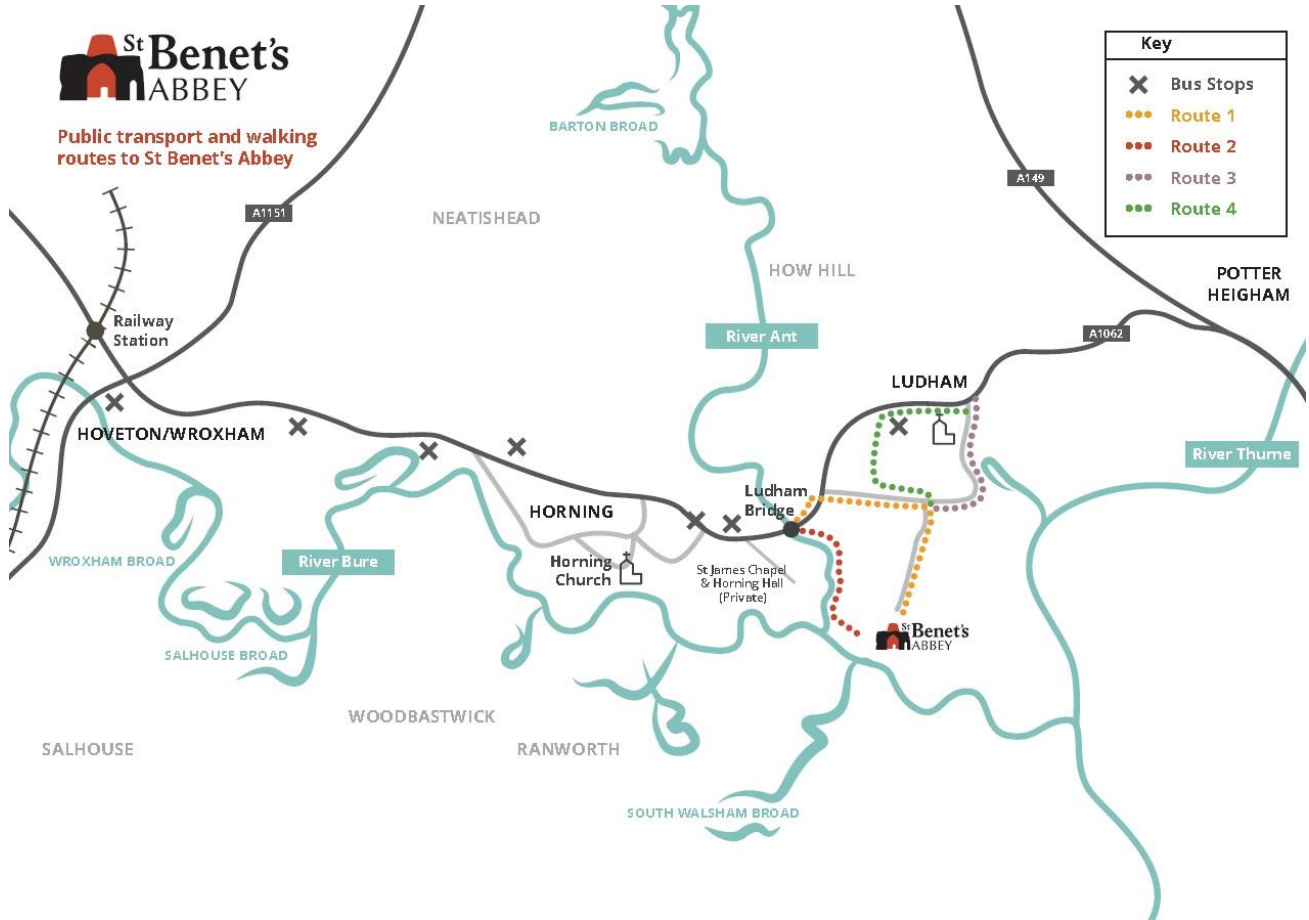 St Benet's
ABBEY
Public transport and walking
routes to St Benet's Abbey
Key
Bus Stops
Route 1
Route 2
Route 3
Route 4
BARTON BROAD
A149
A1151
NEATISHEAD
HOW HILL
POTTER
HEIGHAM
Railway
Station
River Ant
A1062
LUDHAM
HOVETON/WROXHAM
River Thurne
Ludham
Bridge
HORNING
WROXHAM BROAD
River Bure
Horning
Church
St James Chapel
& Horning Hall
(Private)
St Benet's
ABBEY
SALHOUSE BROAD
WOODBASTWICK
SALHOUSE
RANWORTH
SOUTH WALSHAM BROAD